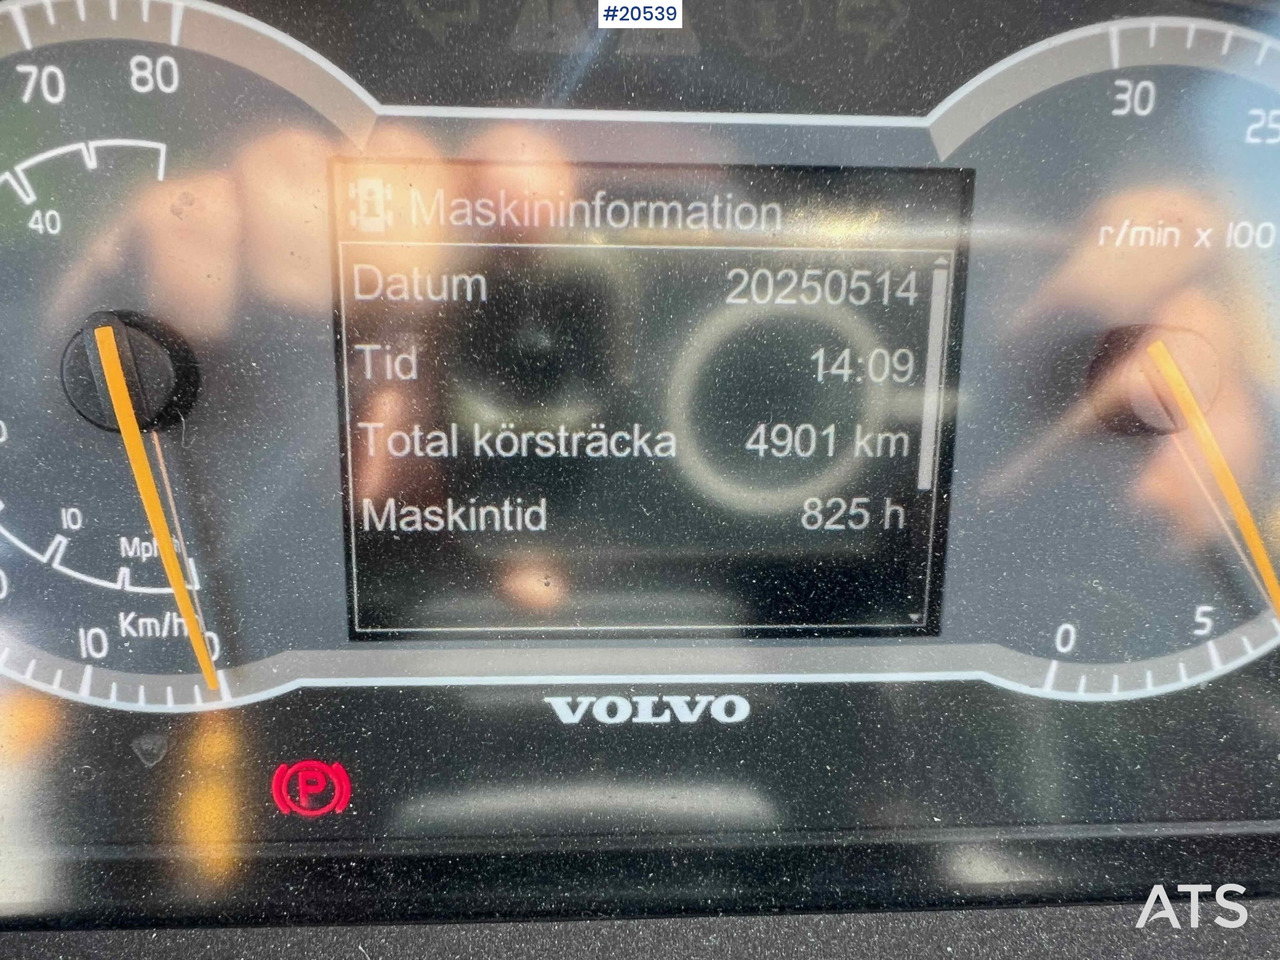 #20539
70
80
30
25
40
r/min x 100
Maskininformation
Datum 20250514
Tid 14:09
Total körsträcka 4901 km
Maskintid 825 h
10
Mph
Km/h
10
0
0
5
VOLVO
P
ATS